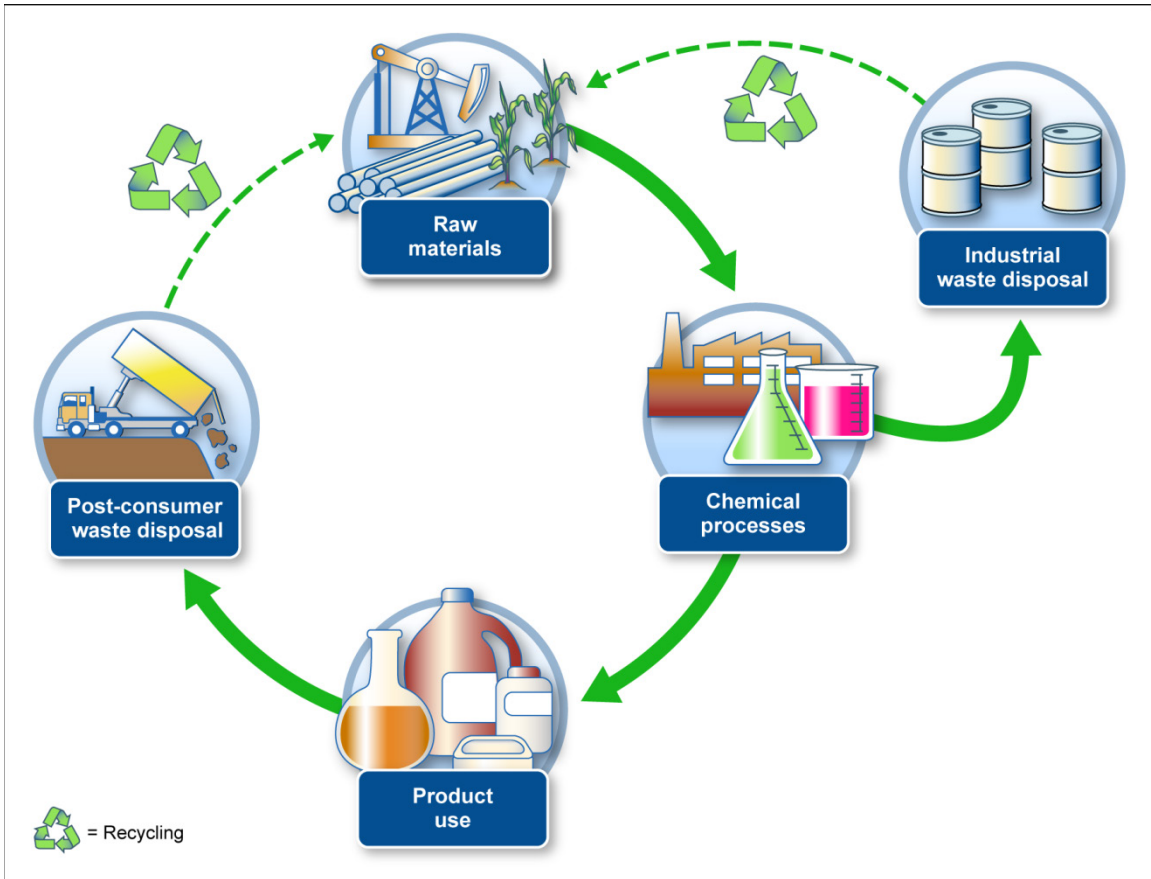 Raw
materials
Industrial
waste disposal
Chemical
processes
Post-consumer
waste disposal
Product
use
= Recycling